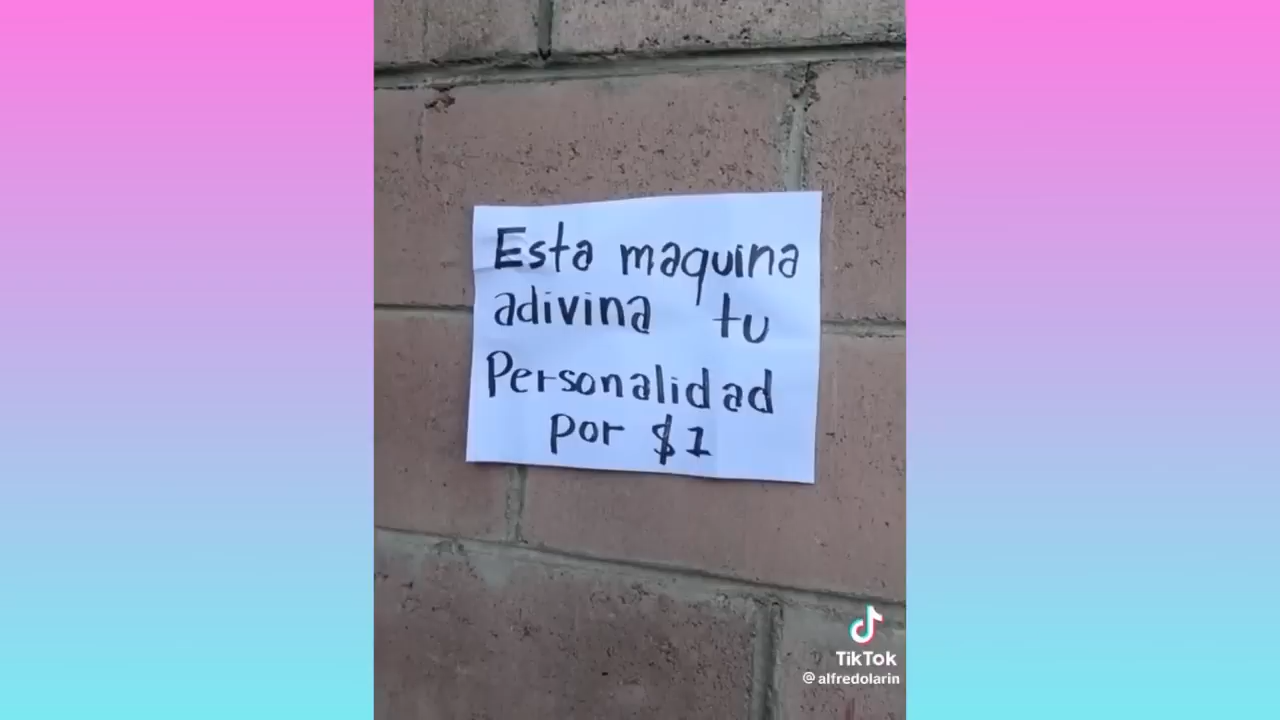 Esta maquina
adivina tu
Personalidad
por $1
TikTok
@alfredolarin